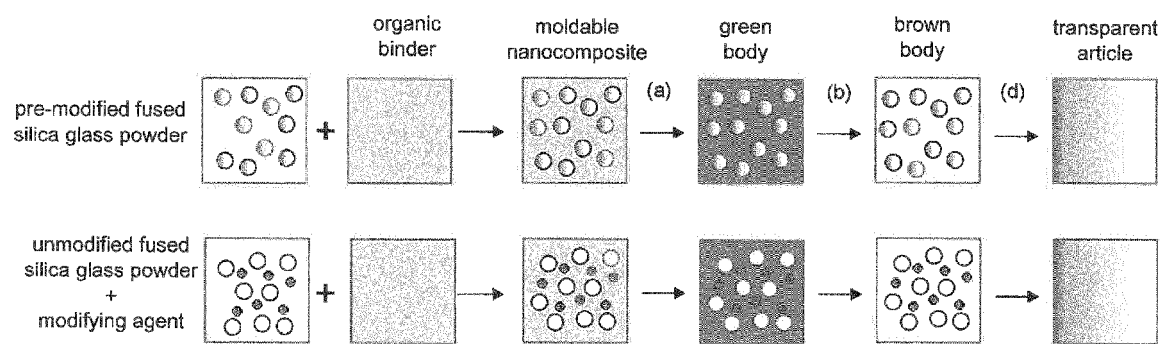 organic
binder
moldable
nanocomposite
green
body
brown
body
transparent
article
pre-modified fused
silica glass powder
+
(a)
(b)
(d)
unmodified fused
silica glass powder
+
modifying agent
+